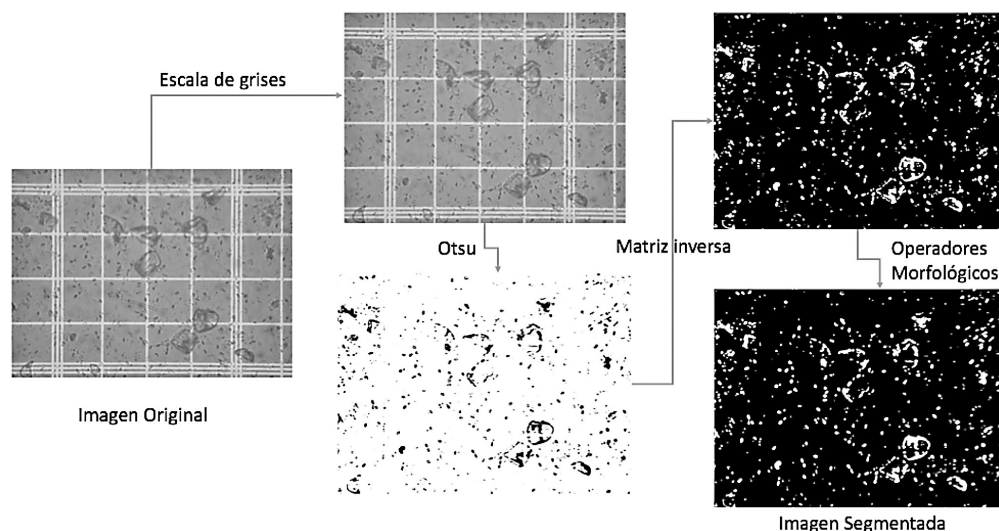 Escala de grises
Imagen Original
Otsu
Matriz inversa
Operadores
Morfológicos
Imagen Segmentada